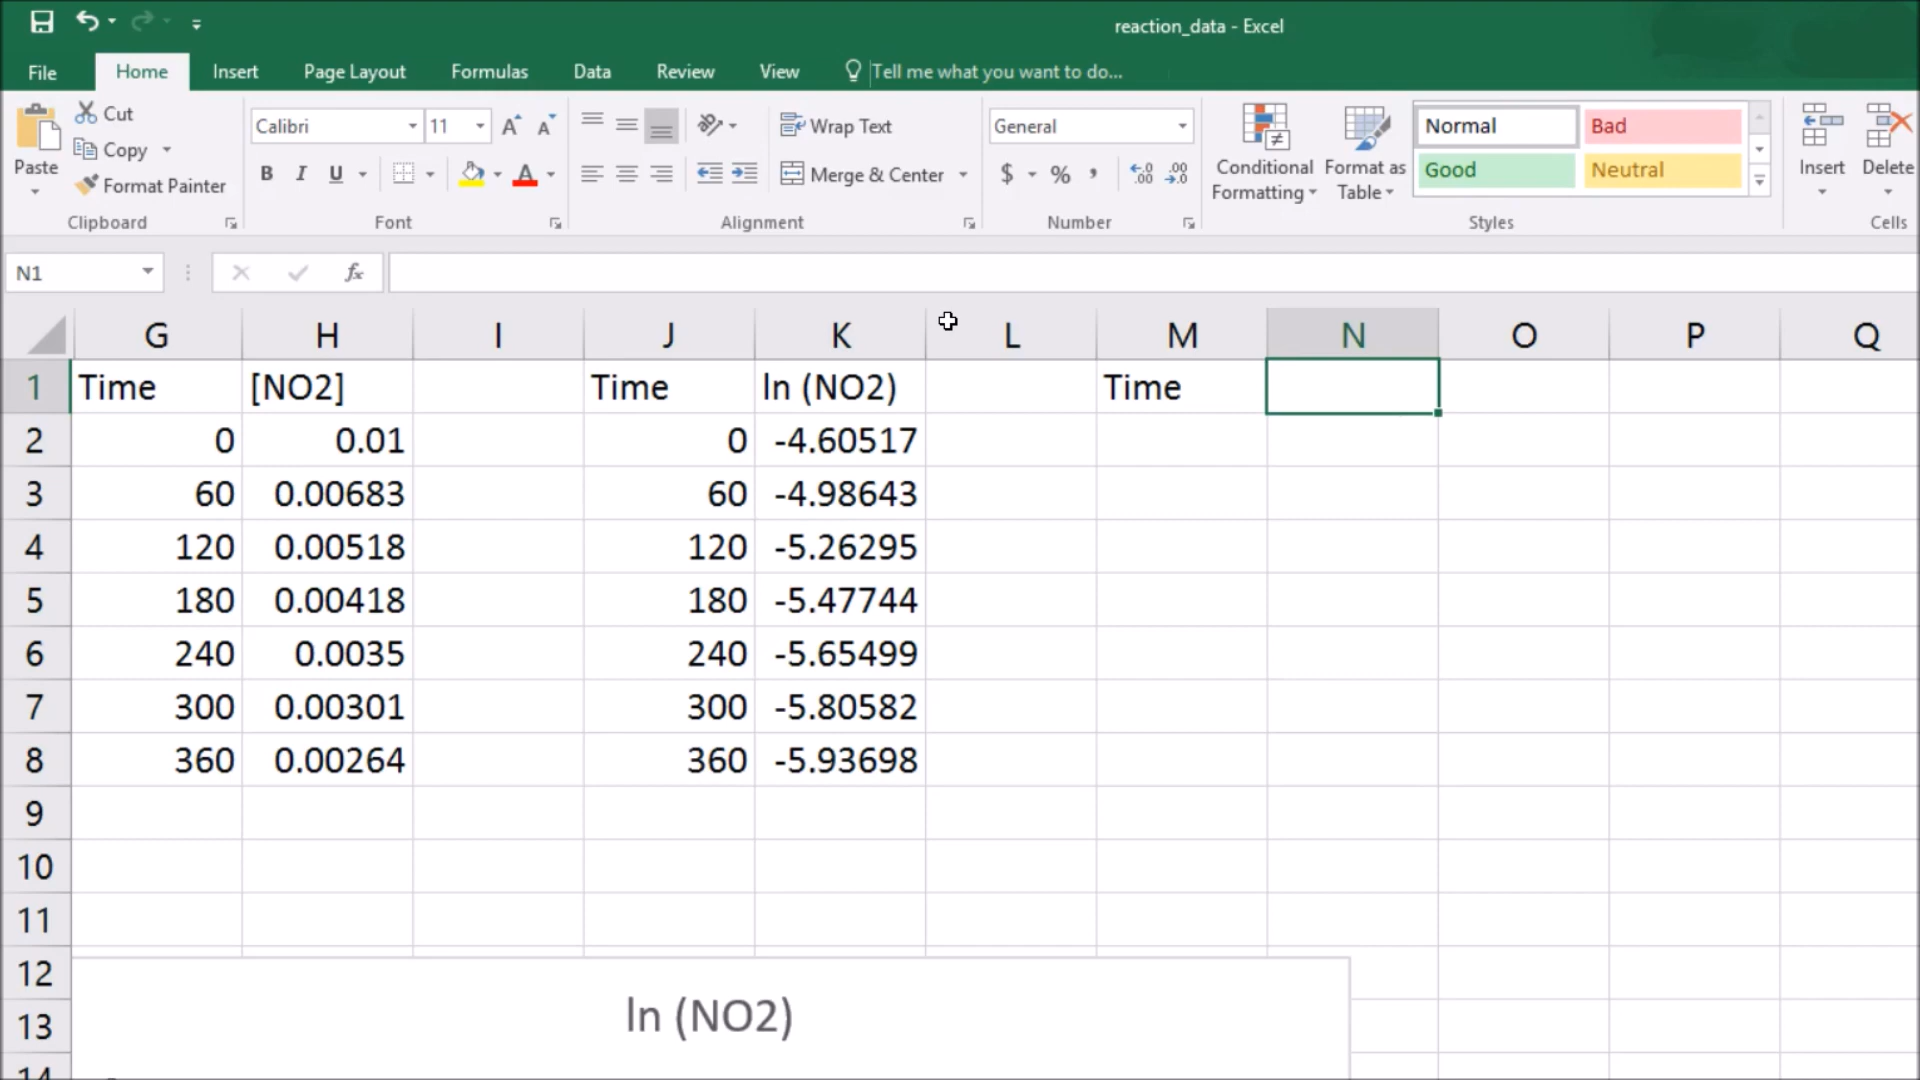 reaction_data - Excel
File Home Insert Page Layout Formulas Data Review View Tell me what you want to do...
Cut
Copy
Format Painter
Paste
Clipboard
Calibri 11
B I U
A
Font
Wrap Text
Merge & Center
Alignment
General
$ % ,
Number
Conditional Formatting
Format as Table
Normal Bad
Good Neutral
Styles
Insert Delete
Cells
N1 fx
G H I J K L M N O P Q
1 Time [NO2] Time ln (NO2) Time
2 0 0.01 0 -4.60517
3 60 0.00683 60 -4.98643
4 120 0.00518 120 -5.26295
5 180 0.00418 180 -5.47744
6 240 0.0035 240 -5.65499
7 300 0.00301 300 -5.80582
8 360 0.00264 360 -5.93698
9
10
11
12
ln (NO2)
13
14